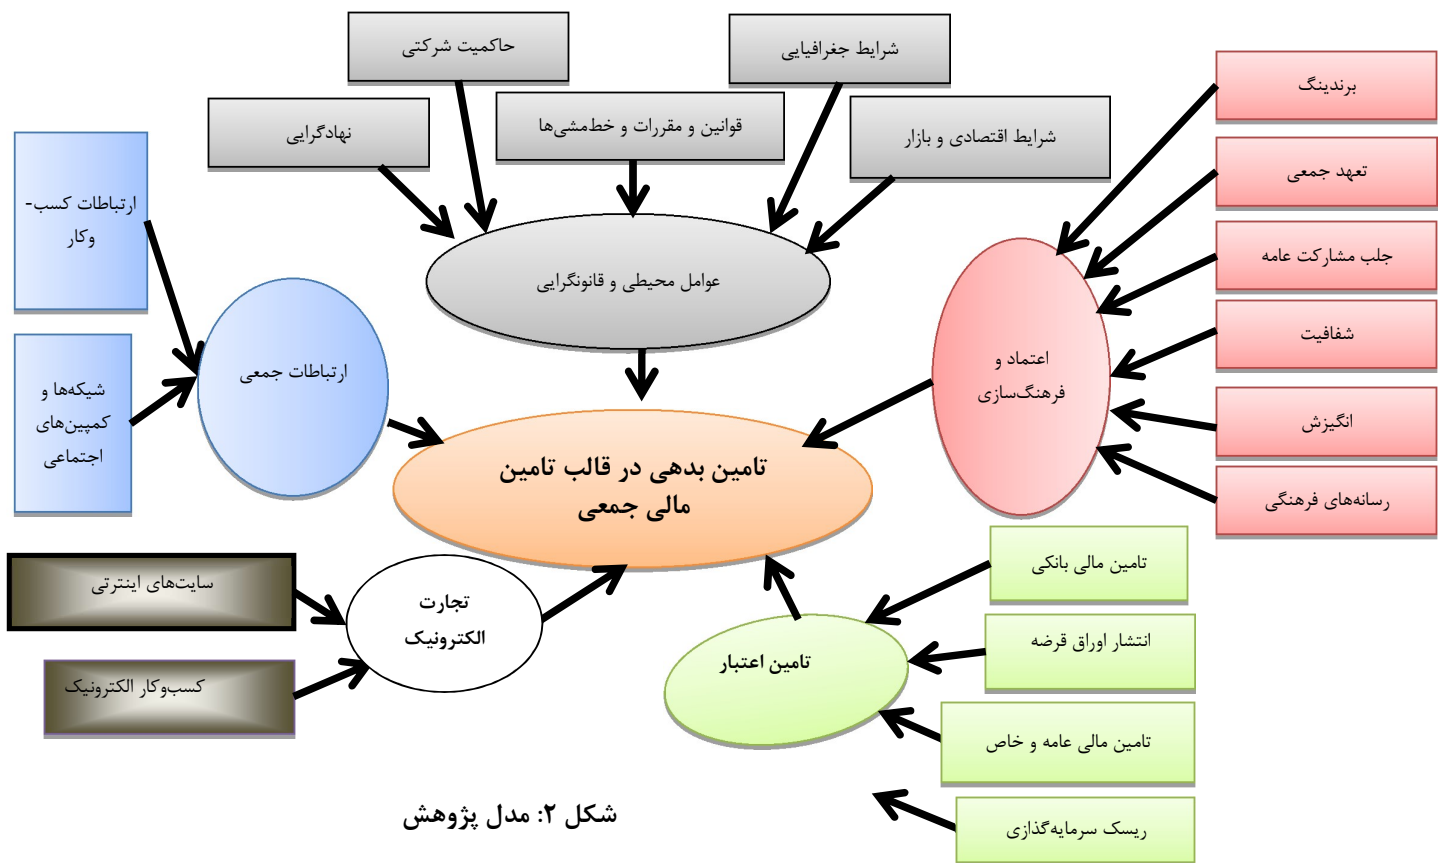 حاکمیت شرکتی
شرایط جغرافیایی
نهادگرایی
قوانین و مقررات و خط‌مشی‌ها
شرایط اقتصادی و بازار
برندینگ
تعهد جمعی
جلب مشارکت عامه
شفافیت
انگیزش
رسانه‌های فرهنگی
ارتباطات کسب-
وکار
شیکه‌ها و
کمپین‌های
اجتماعی
عوامل محیطی و قانونگرایی
ارتباطات جمعی
اعتماد و
فرهنگ‌سازی
تامین بدهی در قالب تامین
مالی جمعی
سایت‌های اینترتی
کسب‌وکار الکترونیک
تجارت
الکترونیک
تامین اعتبار
تامین مالی بانکی
انتشار اوراق قرضه
تامین مالی عامه و خاص
ریسک سرمایه‌گذازی
شکل ۲: مدل پژوهش